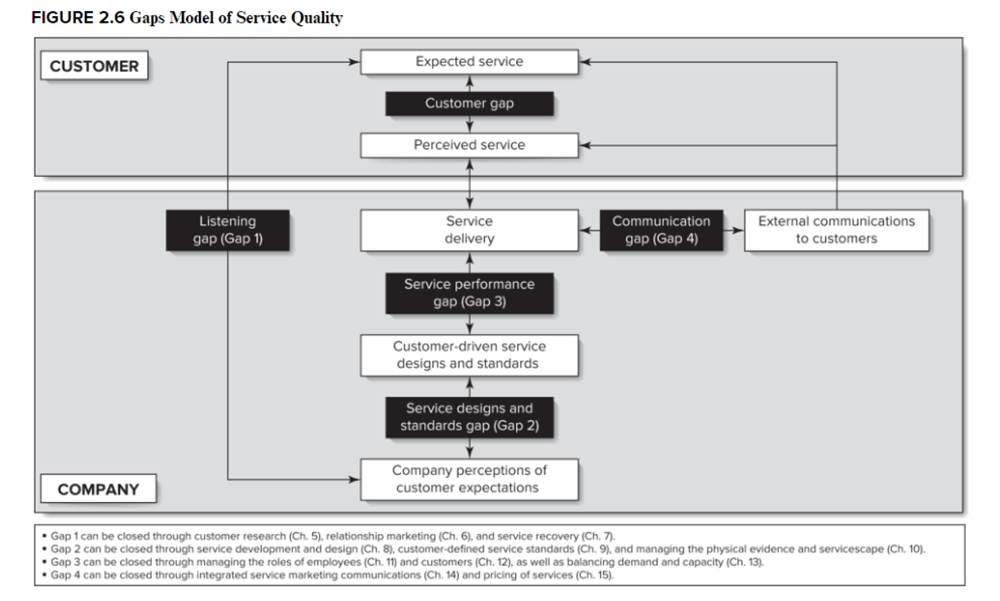 FIGURE 2.6 Gaps Model of Service Quality
CUSTOMER
Expected service
Customer gap
Perceived service
Listening
gap (Gap 1)
Service
delivery
Communication
gap (Gap 4)
External communications
to customers
Service performance
gap (Gap 3)
Customer-driven service
designs and standards
Service designs and
standards gap (Gap 2)
Company perceptions of
customer expectations
COMPANY
▪ Gap 1 can be closed through customer research (Ch. 5), relationship marketing (Ch. 6), and service recovery (Ch. 7).
▪ Gap 2 can be closed through service development and design (Ch. 8), customer-defined service standards (Ch. 9), and managing the physical evidence and servicescape (Ch. 10).
▪ Gap 3 can be closed through managing the roles of employees (Ch. 11) and customers (Ch. 12), as well as balancing demand and capacity (Ch. 13).
▪ Gap 4 can be closed through integrated service marketing communications (Ch. 14) and pricing of services (Ch. 15).